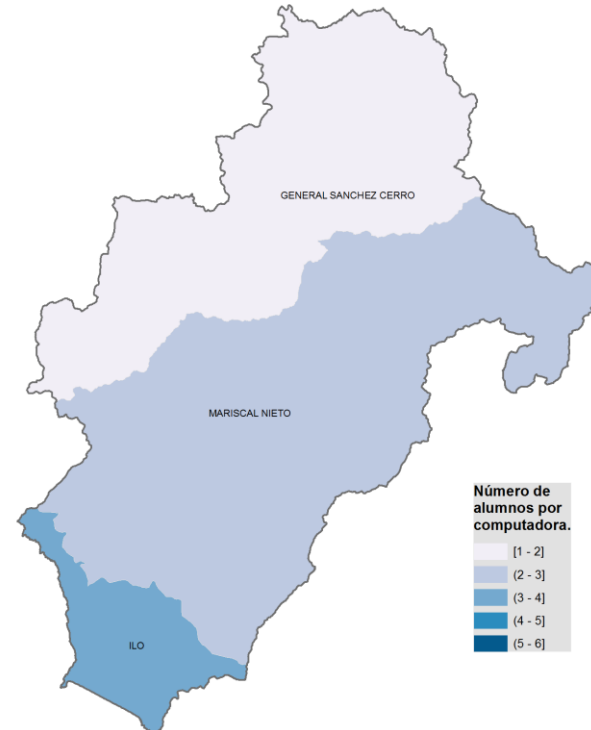 GENERAL SANCHEZ CERRO
MARISCAL NIETO
ILO
Número de
alumnos por
computadora.
[1 - 2]
(2 - 3]
(3 - 4]
(4 - 5]
(5 - 6]